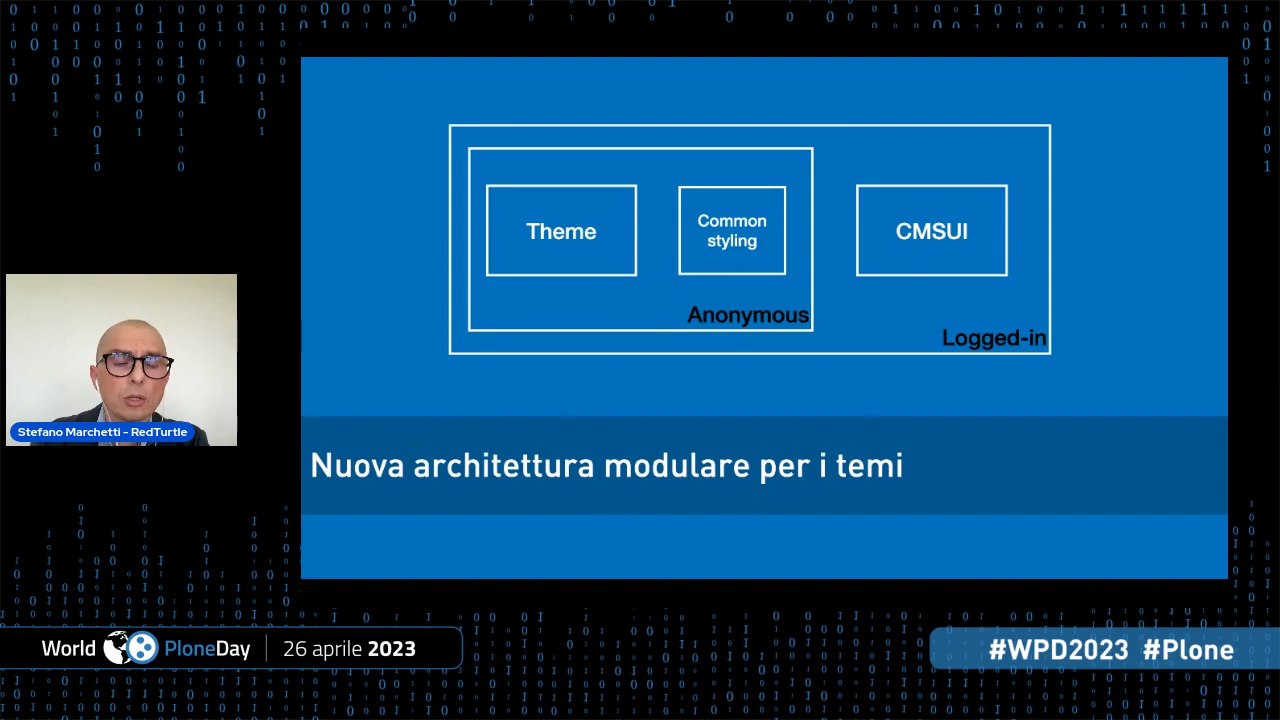 Theme
Common
styling
CMSUI
Anonymous
Logged-in
Nuova architettura modulare per i temi
Stefano Marchetti - RedTurtle
World PloneDay | 26 aprile 2023
#WPD2023 #Plone